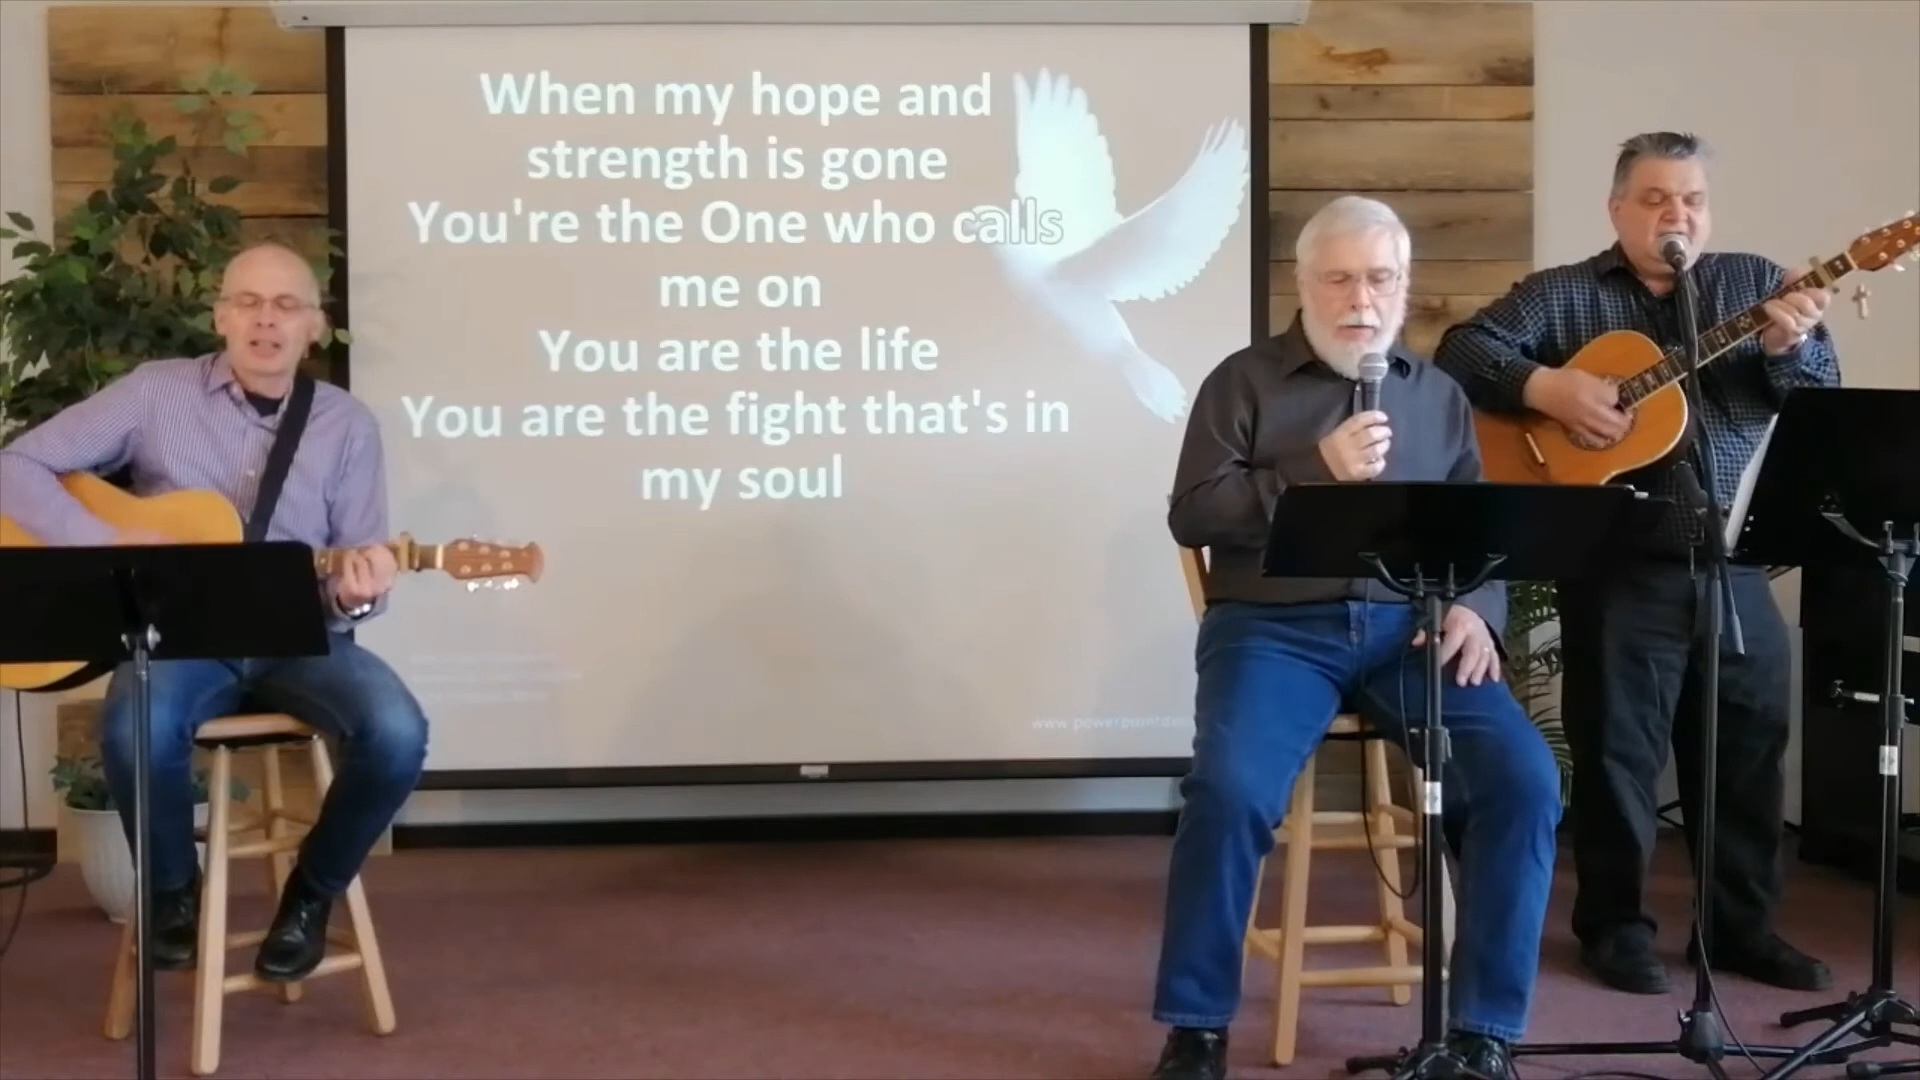 When my hope and
strength is gone
You're the One who calls
me on
You are the life
You are the fight that's in
my soul